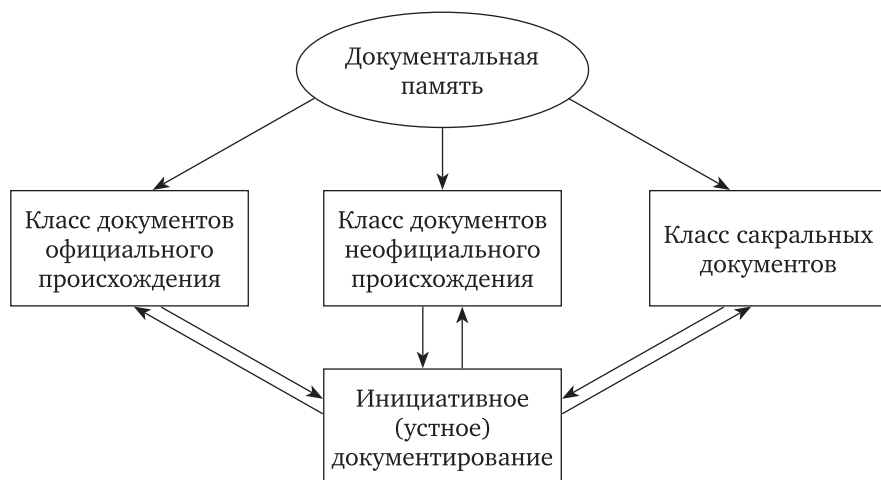 Документальная
память
Класс документов
официального
происхождения
Класс документов
неофициального
происхождения
Класс сакральных
документов
Инициативное
(устное)
документирование